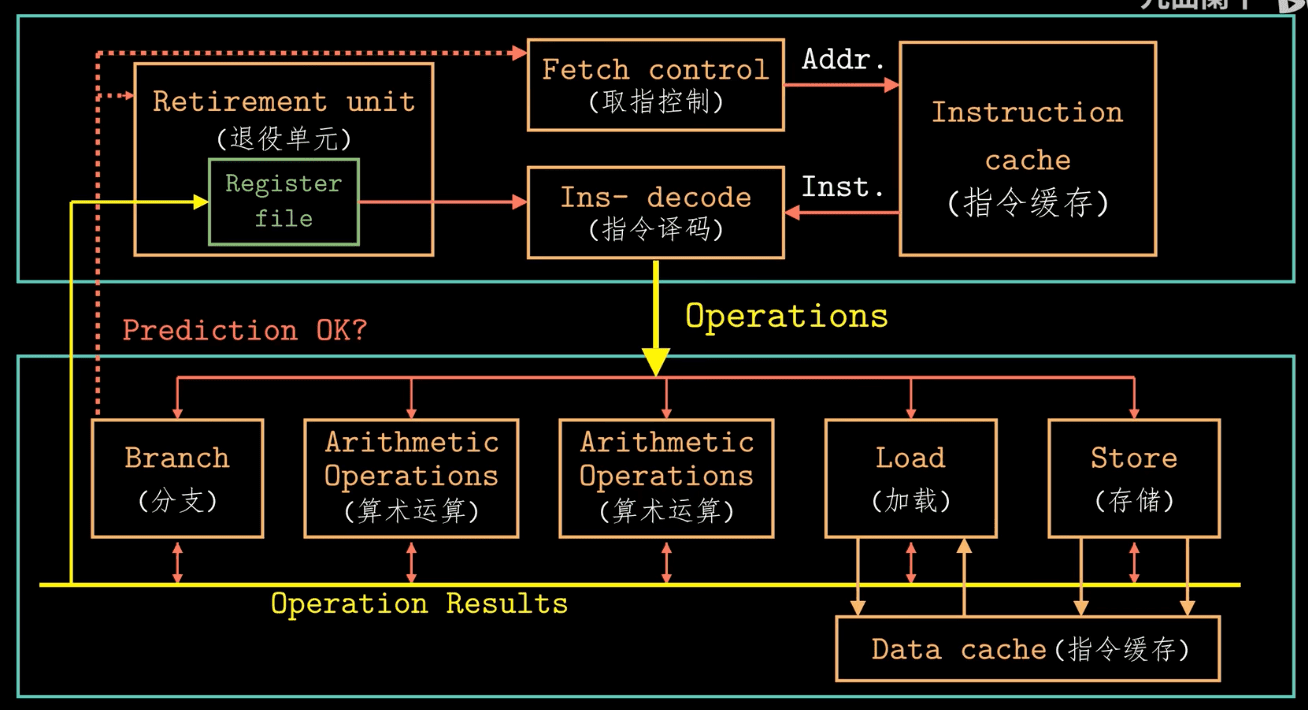 Fetch control
(取指控制)
Addr.
Retirement unit
(退役单元)
Register
file
Ins- decode
(指令译码)
Inst.
Instruction
cache
(指令缓存)
Prediction OK?
Operations
Branch
(分支)
Arithmetic
Operations
(算术运算)
Arithmetic
Operations
(算术运算)
Load
(加载)
Store
(存储)
Operation Results
Data cache(指令缓存)